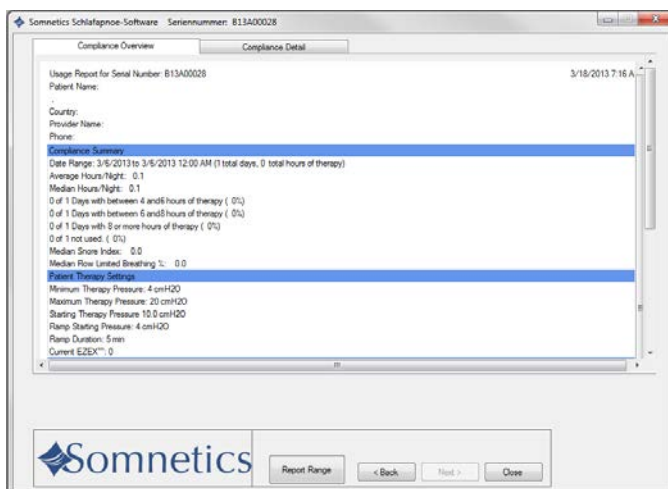 Somnetics Schlafapnoe-Software Seriennummer: B13A00028
Compliance Overview Compliance Detail
Usage Report for Serial Number: B13A00028 3/18/2013 7:16 A
Patient Name:
,
Country:
Provider Name:
Phone:
Compliance Summary
Date Range: 3/6/2013 to 3/6/2013 12:00 AM (1 total days, 0 total hours of therapy)
Average Hours/Night: 0.1
Median Hours/Night: 0.1
0 of 1 Days with between 4 and6 hours of therapy ( 0%)
0 of 1 Days with between 6 and8 hours of therapy ( 0%)
0 of 1 Days with 8 or more hours of therapy ( 0%)
0 of 1 not used. ( 0%)
Median Snore Index: 0.0
Median Flow Limited Breathing %: 0.0
Patient Therapy Settings
Minimum Therapy Pressure: 4 cmH2O
Maximum Therapy Pressure: 20 cmH2O
Starting Therapy Pressure 10.0 cmH2O
Ramp Starting Pressure: 4 cmH2O
Ramp Duration: 5 min
Current EZEX™: 0
Somnetics
Report Range < Back Next > Close